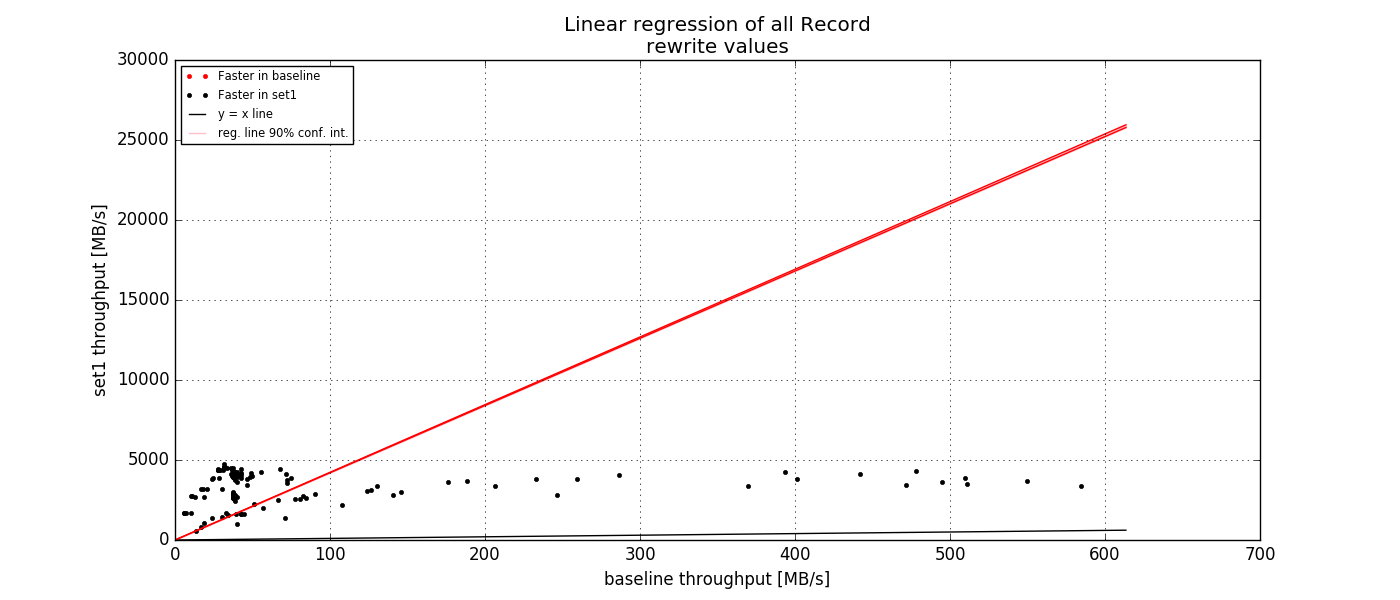 Linear regression of all Record
rewrite values
30000
25000
20000
15000
10000
5000
0
set1 throughput [MB/s]
Faster in baseline
Faster in set1
y = x line
reg. line 90% conf. int.
0 100 200 300 400 500 600 700
baseline throughput [MB/s]